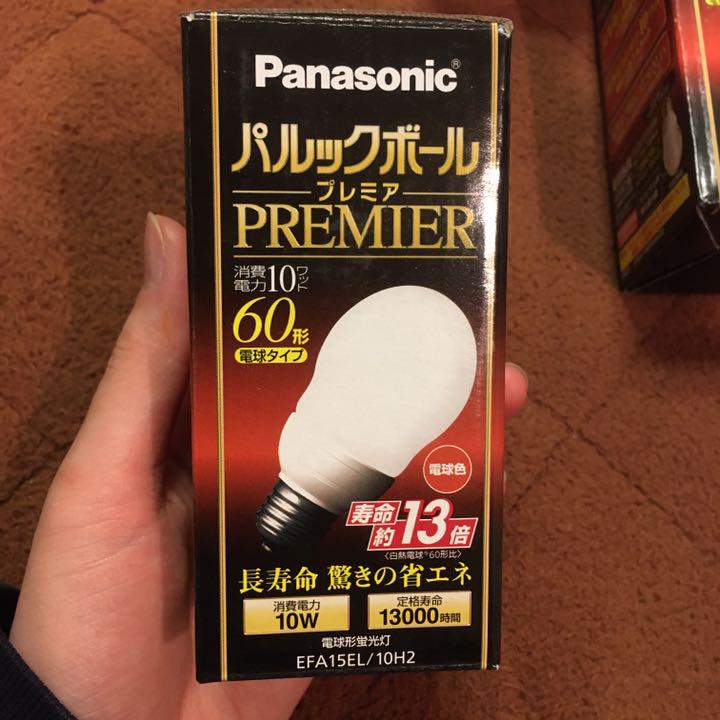 Panasonic®
パルックボール
プレミア
PREMIER
消費電力10ワット
60形
電球タイプ
電球色
寿命約13倍
〈白熱電球※60形比〉
長寿命 驚きの省エネ
消費電力
10W
定格寿命
13000時間
電球形蛍光灯
EFA15EL/10H2